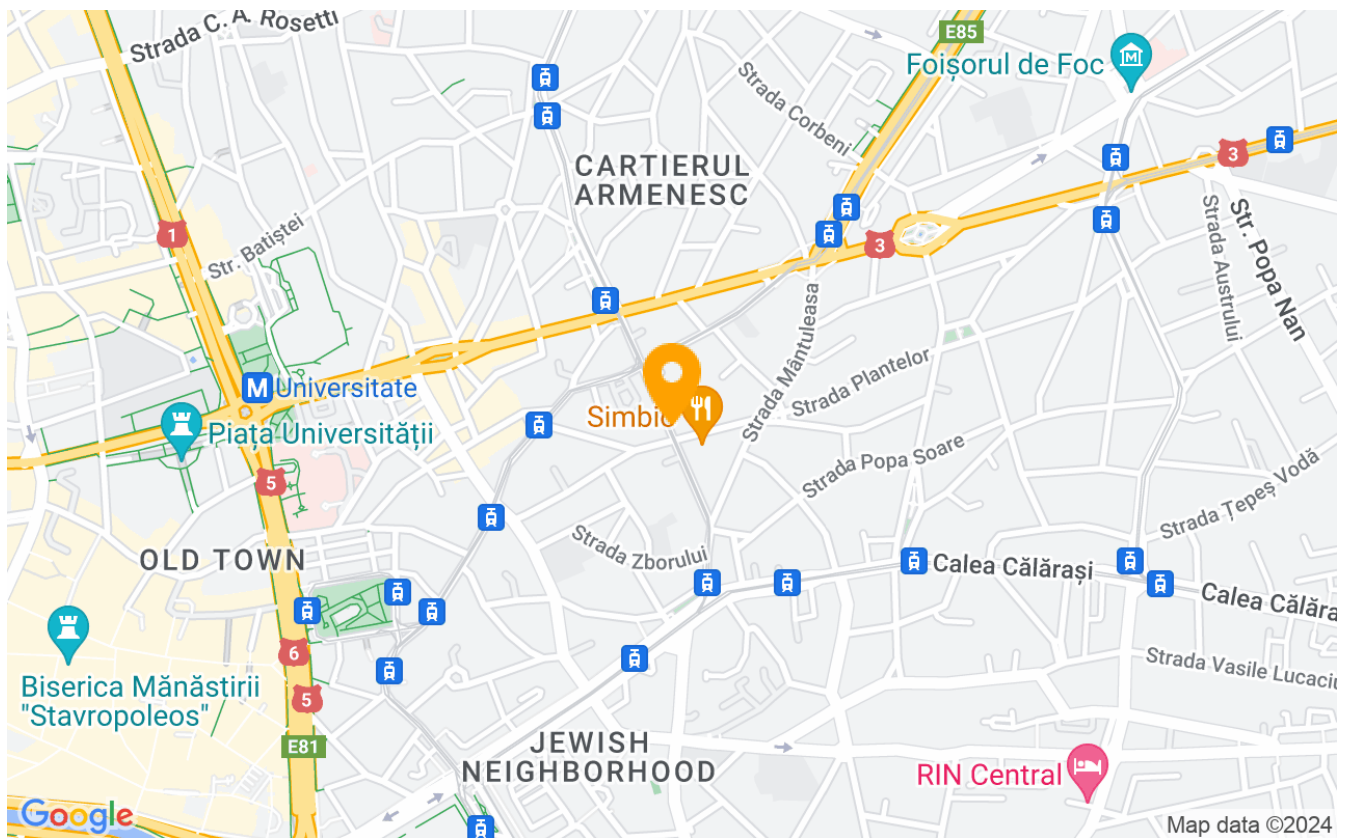 Strada C. A. Rosetti
E85
Foișorul de Foc
Strada Corbeni
CARTIERUL
ARMENESC
3
1
Str. Batiștei
3
Strada Austrului
Str. Popa Nan
Strada Mântuleasa
Strada Plantelor
M Universitate
Simbio
Piața Universității
5
Strada Popa Soare
Strada Țepeș Vodă
OLD TOWN
Strada Zborului
Calea Călărași
Calea Călăra
6
Strada Vasile Lucaciu
Biserica Mănăstirii
"Stavropoleos"
5
E81
JEWISH
NEIGHBORHOOD
RIN Central
Google
Map data ©2024